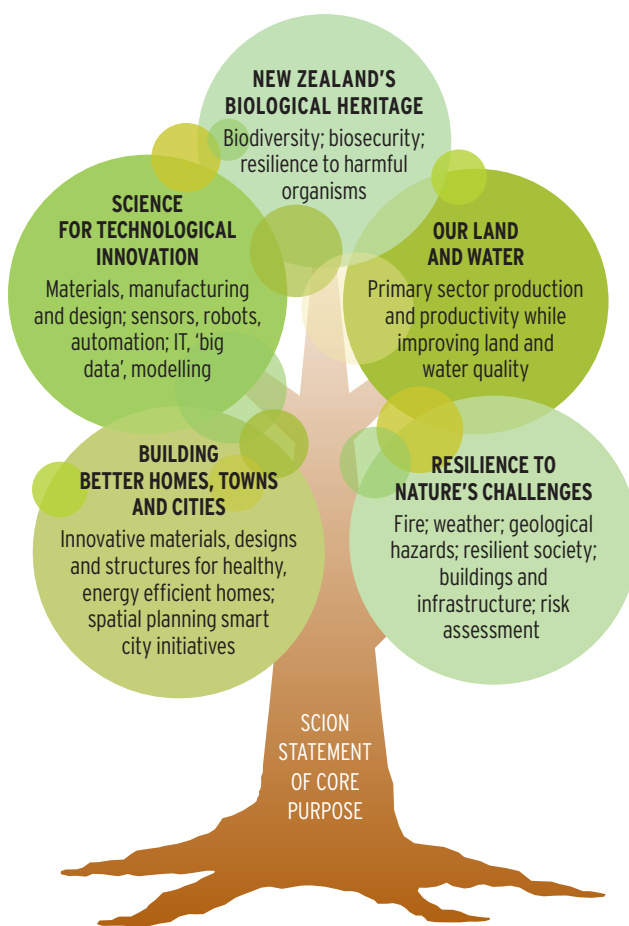 NEW ZEALAND'S
BIOLOGICAL HERITAGE
Biodiversity; biosecurity;
resilience to harmful
organisms
SCIENCE
FOR TECHNOLOGICAL
INNOVATION
Materials, manufacturing
and design; sensors, robots,
automation; IT, ‘big
data’, modelling
OUR LAND
AND WATER
Primary sector production
and productivity while
improving land and
water quality
BUILDING
BETTER HOMES, TOWNS
AND CITIES
Innovative materials, designs
and structures for healthy,
energy efficient homes;
spatial planning smart
city initiatives
RESILIENCE TO
NATURE'S CHALLENGES
Fire; weather; geological
hazards; resilient society;
buildings and
infrastructure; risk
assessment
SCION
STATEMENT
OF CORE
PURPOSE